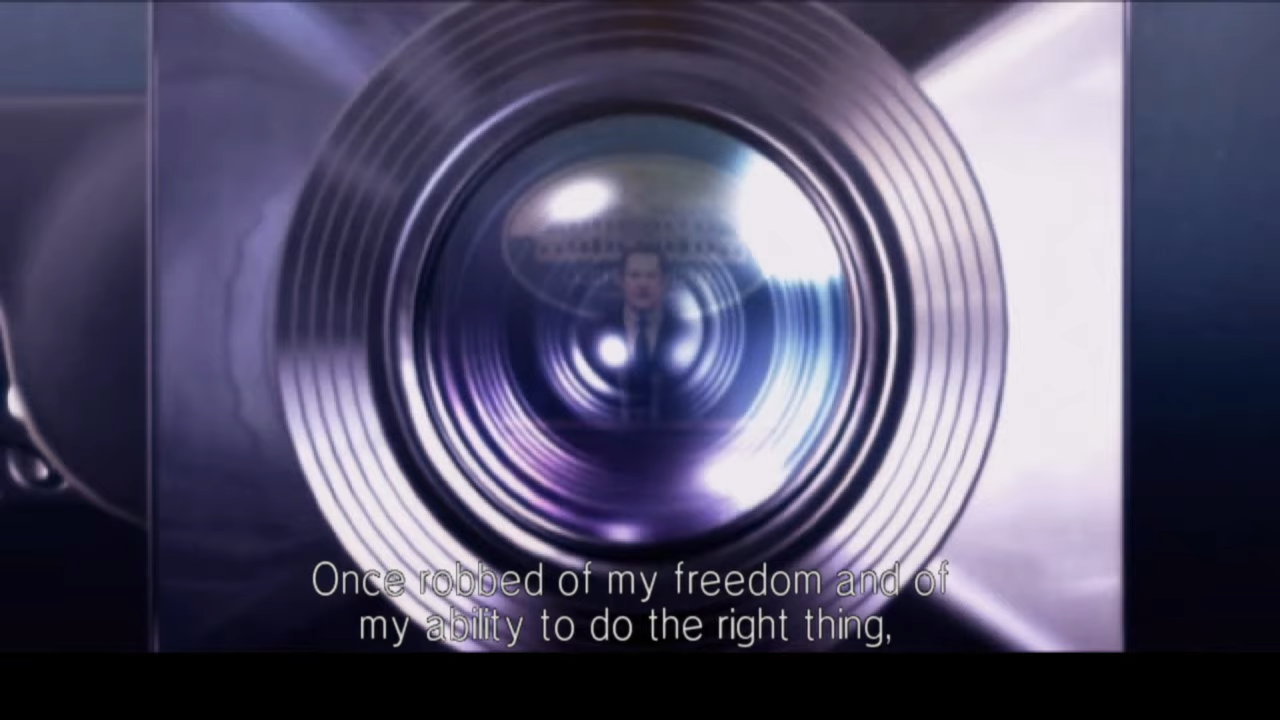 Once robbed of my freedom and of
my ability to do the right thing,